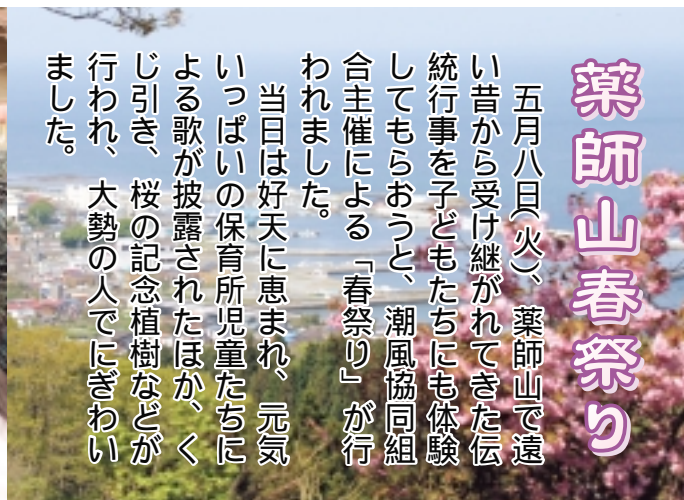 薬師山春祭り
五月八日(火)、薬師山で遠
い昔から受け継がれてきた伝
統行事を子どもたちにも体験
してもらおうと、潮風協同組
合主催による「春祭り」が行
われました。
当日は好天に恵まれ、元気
いっぱいの保育所児童たちに
よる歌が披露されたほか、く
じ引き、桜の記念植樹などが
行われ、大勢の人でにぎわい
ました。